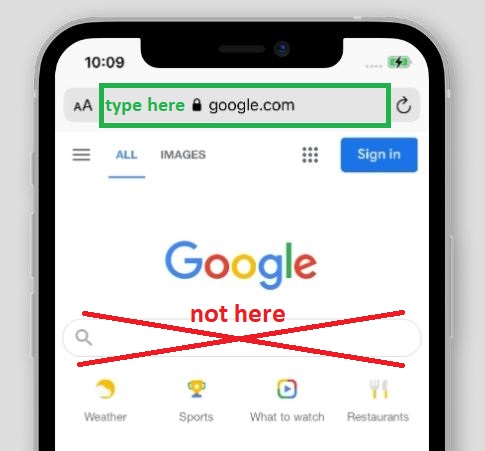 10:09
AA type here google.com
ALL IMAGES Sign in
Google
not here
Weather Sports What to watch Restaurants